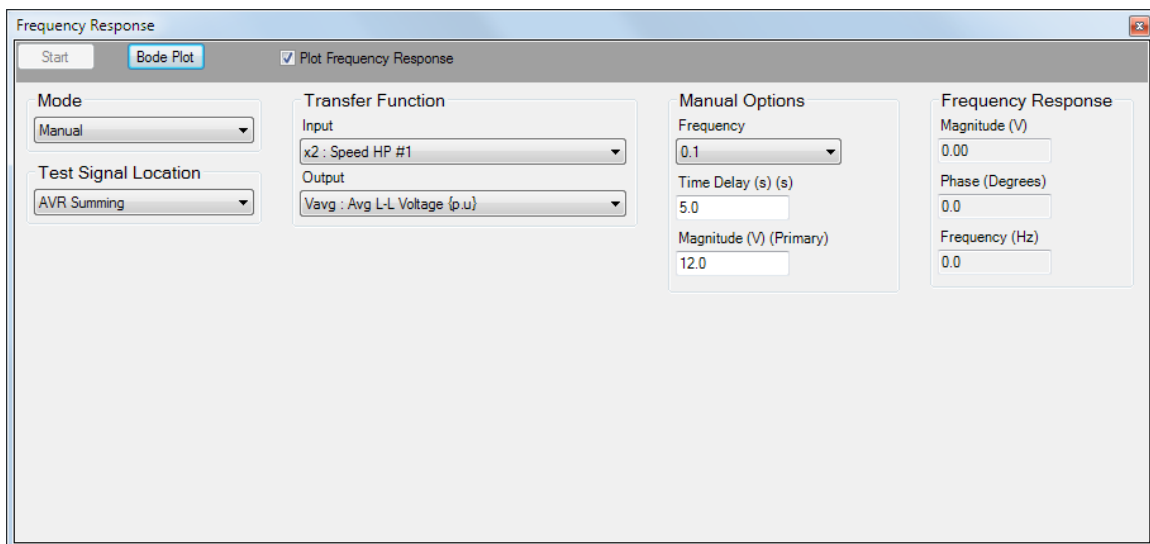 Frequency Response
Start
Bode Plot
Plot Frequency Response
Mode
Manual
Test Signal Location
AVR Summing
Transfer Function
Input
x2 : Speed HP #1
Output
Vavg : Avg L-L Voltage {p.u}
Manual Options
Frequency
0.1
Time Delay (s) (s)
5.0
Magnitude (V) (Primary)
12.0
Frequency Response
Magnitude (V)
0.00
Phase (Degrees)
0.0
Frequency (Hz)
0.0